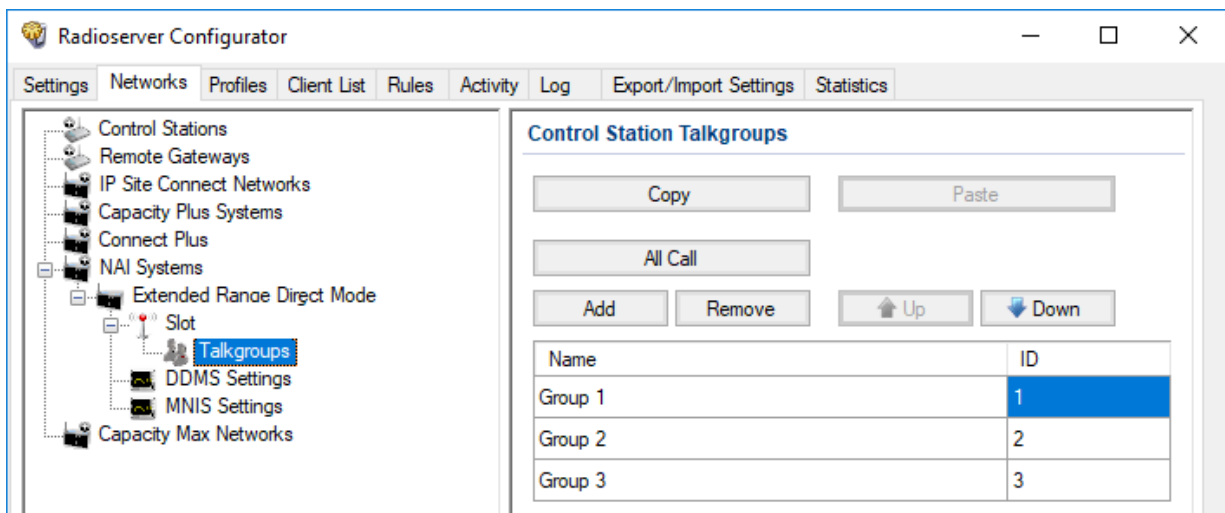 Radioserver Configurator
Settings Networks Profiles Client List Rules Activity Log Export/Import Settings Statistics
Control Stations
Remote Gateways
IP Site Connect Networks
Capacity Plus Systems
Connect Plus
NAI Systems
Extended Range Direct Mode
Slot
Talkgroups
DDMS Settings
MNIS Settings
Capacity Max Networks
Control Station Talkgroups
Copy Paste
All Call
Add Remove Up Down
Name ID
Group 1 1
Group 2 2
Group 3 3